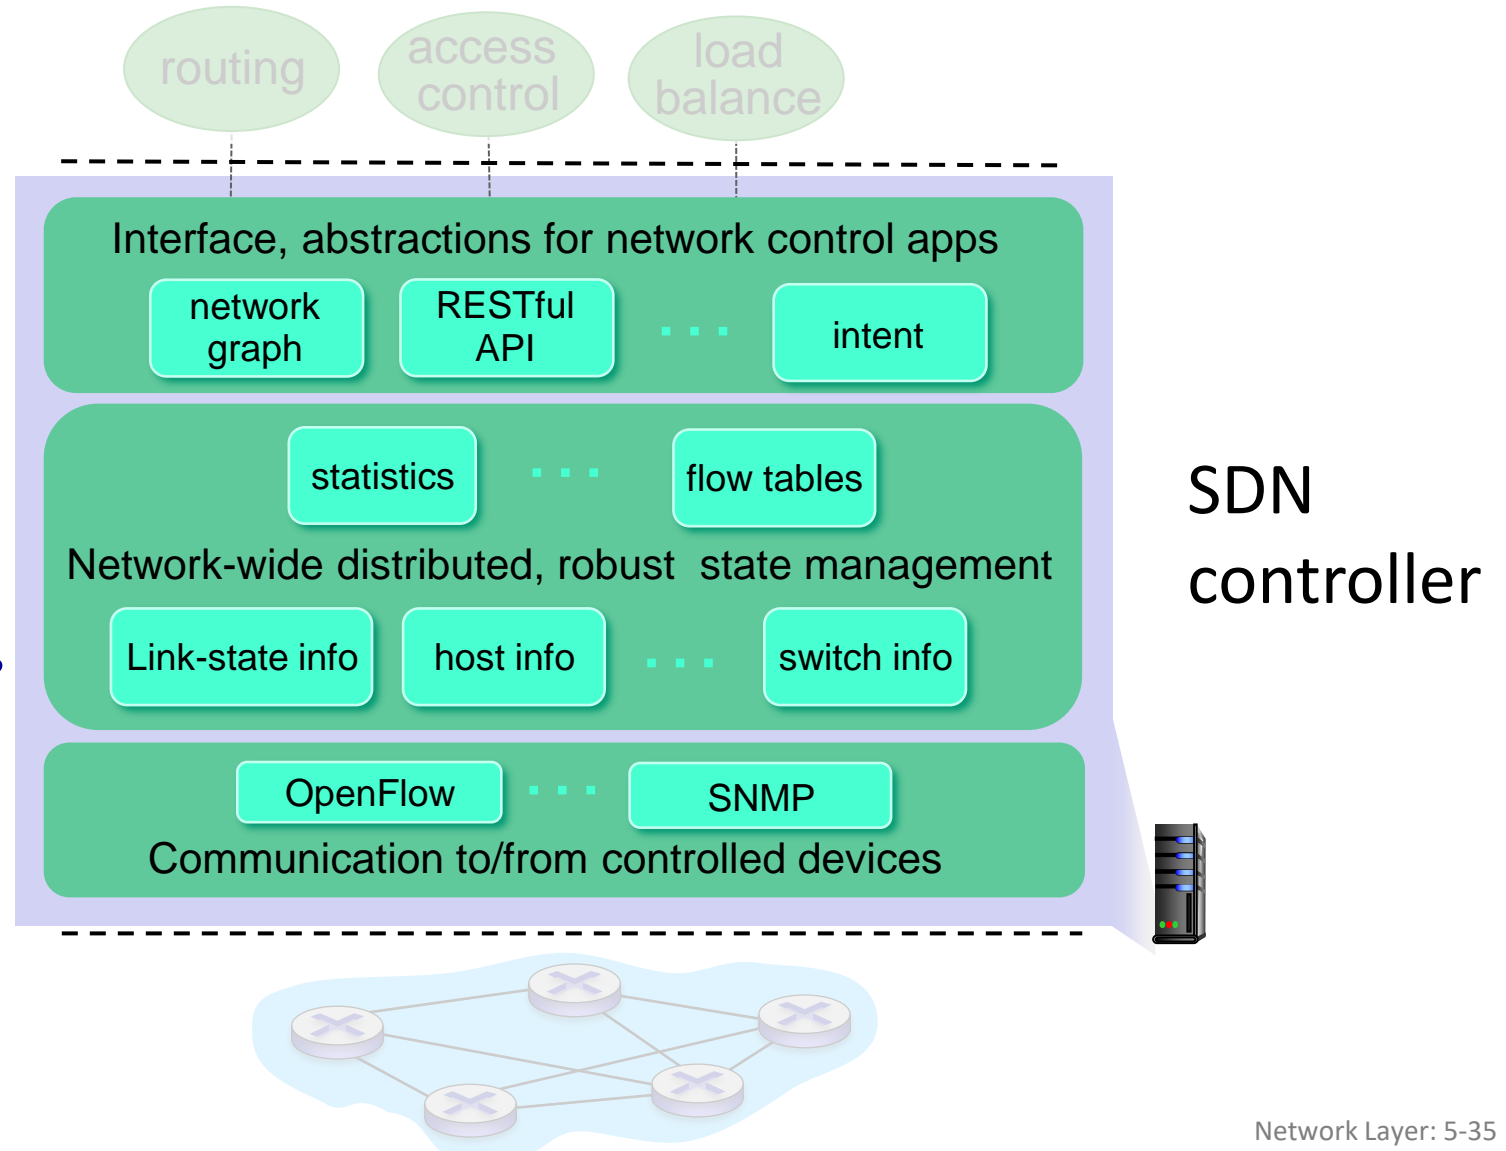 routing
access
control
load
balance
Interface, abstractions for network control apps
network
graph
RESTful
API
intent
statistics
flow tables
Network-wide distributed, robust  state management
Link-state info
host info
switch info
OpenFlow
SNMP
Communication to/from controlled devices
SDN
controller
Network Layer: 5-35